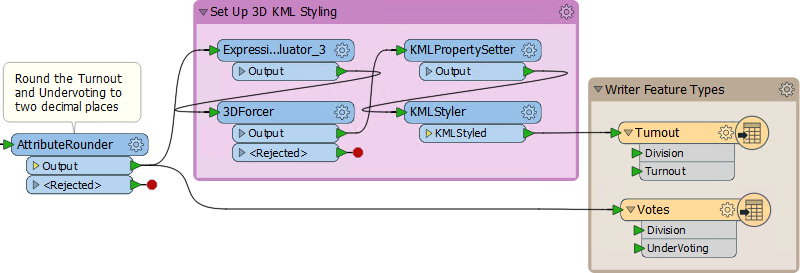 Set Up 3D KML Styling
Expressi...luator_3
Output
KMLPropertySetter
Output
Round the Turnout
and Undervoting to
two decimal places
3DForcer
Output
<Rejected>
KMLStyler
KMLStyled
AttributeRounder
Output
<Rejected>
Writer Feature Types
Turnout
Division
Turnout
Votes
Division
UnderVoting